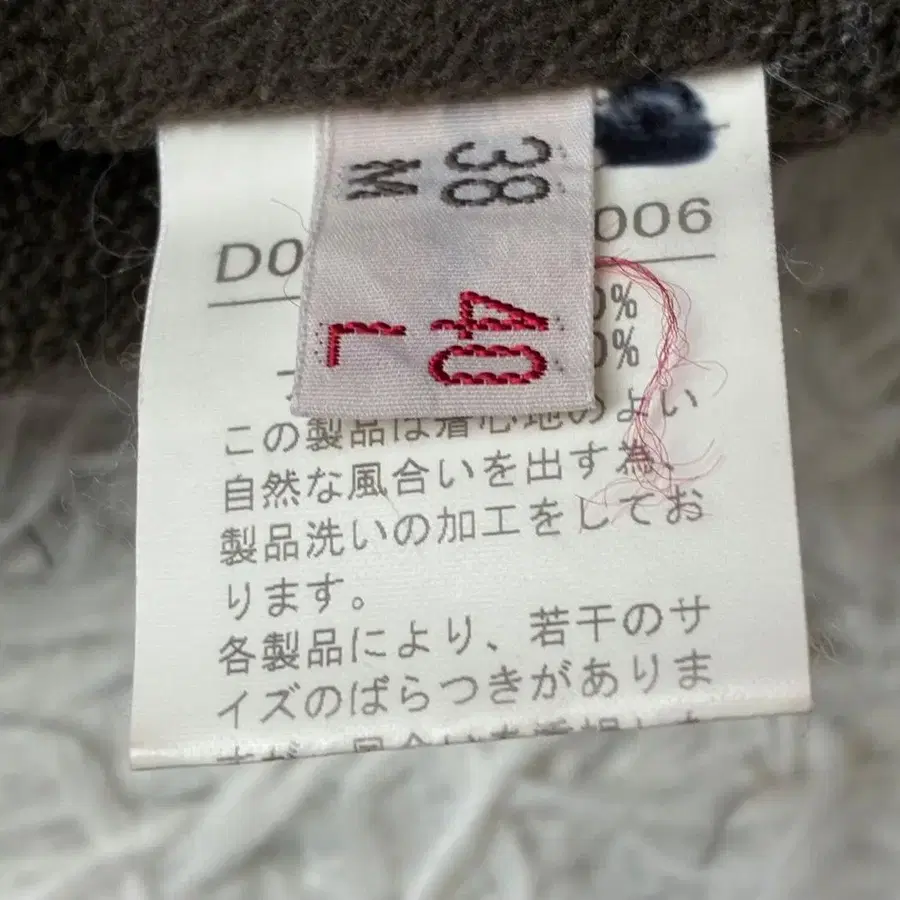 38
M
40
L
D0
006
0%
0%
この製品は着心地のよい
自然な風合いを出す為、
製品洗いの加工をしてお
ります。
各製品により、若干のサ
イズのばらつきがありま